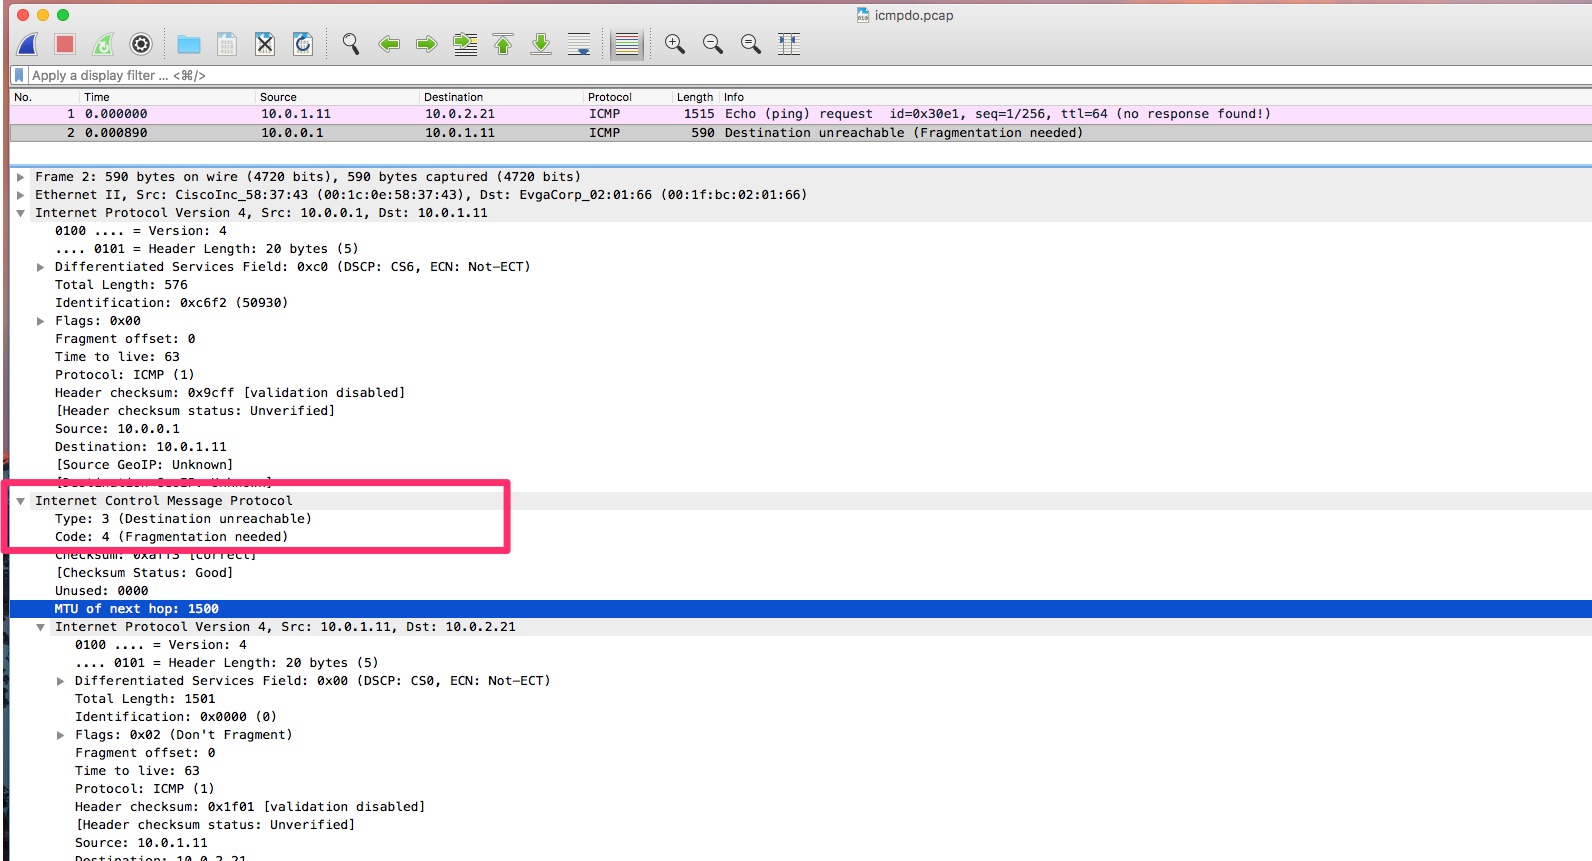 icmpdo.pcap
Apply a display filter ... <⌘/>
No. Time Source Destination Protocol Length Info
1 0.000000 10.0.1.11 10.0.2.21 ICMP 1515 Echo (ping) request id=0x30e1, seq=1/256, ttl=64 (no response found!)
2 0.000890 10.0.0.1 10.0.1.11 ICMP 590 Destination unreachable (Fragmentation needed)
Frame 2: 590 bytes on wire (4720 bits), 590 bytes captured (4720 bits)
Ethernet II, Src: CiscoInc_58:37:43 (00:1c:0e:58:37:43), Dst: EvgaCorp_02:01:66 (00:1f:bc:02:01:66)
Internet Protocol Version 4, Src: 10.0.0.1, Dst: 10.0.1.11
0100 .... = Version: 4
.... 0101 = Header Length: 20 bytes (5)
Differentiated Services Field: 0xc0 (DSCP: CS6, ECN: Not-ECT)
Total Length: 576
Identification: 0xc6f2 (50930)
Flags: 0x00
Fragment offset: 0
Time to live: 63
Protocol: ICMP (1)
Header checksum: 0x9cff [validation disabled]
[Header checksum status: Unverified]
Source: 10.0.0.1
Destination: 10.0.1.11
[Source GeoIP: Unknown]
[Destination GeoIP: Unknown]
Internet Control Message Protocol
Type: 3 (Destination unreachable)
Code: 4 (Fragmentation needed)
Checksum: 0xaff3 [correct]
[Checksum Status: Good]
Unused: 0000
MTU of next hop: 1500
Internet Protocol Version 4, Src: 10.0.1.11, Dst: 10.0.2.21
0100 .... = Version: 4
.... 0101 = Header Length: 20 bytes (5)
Differentiated Services Field: 0x00 (DSCP: CS0, ECN: Not-ECT)
Total Length: 1501
Identification: 0x0000 (0)
Flags: 0x02 (Don't Fragment)
Fragment offset: 0
Time to live: 63
Protocol: ICMP (1)
Header checksum: 0x1f01 [validation disabled]
[Header checksum status: Unverified]
Source: 10.0.1.11
Destination: 10.0.2.21